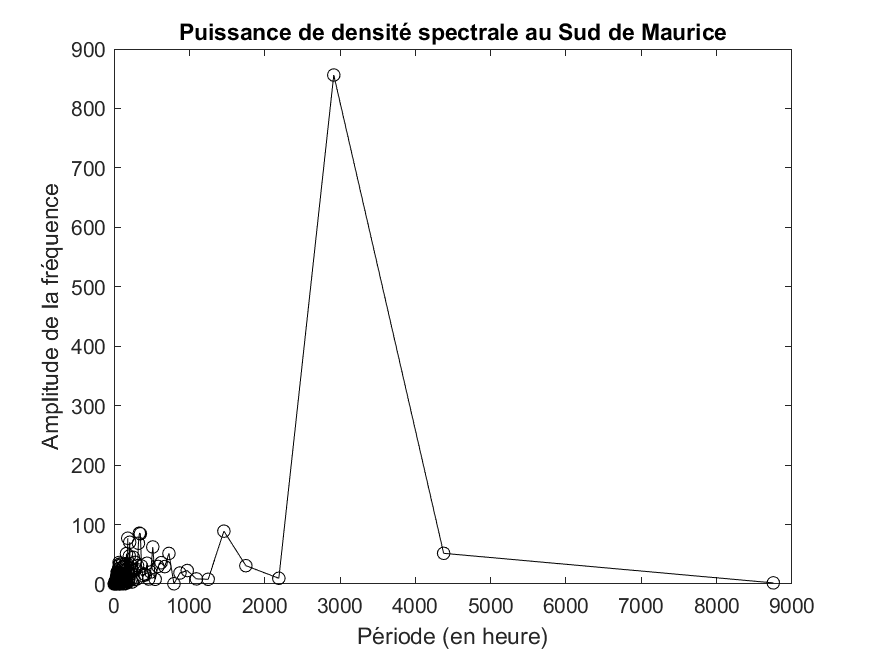 Puissance de densité spectrale au Sud de Maurice
900
800
700
600
500
400
300
200
100
0
Amplitude de la fréquence
0 1000 2000 3000 4000 5000 6000 7000 8000 9000
Période (en heure)